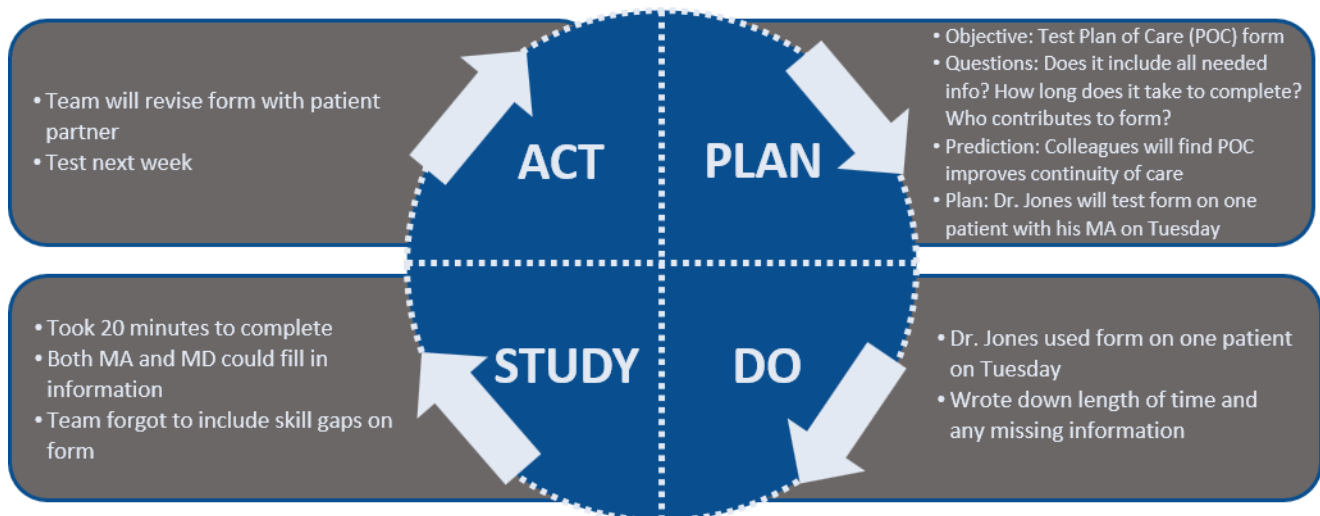 • Team will revise form with patient
partner
• Test next week
ACT
PLAN
• Objective: Test Plan of Care (POC) form
• Questions: Does it include all needed
info? How long does it take to complete?
Who contributes to form?
• Prediction: Colleagues will find POC
improves continuity of care
• Plan: Dr. Jones will test form on one
patient with his MA on Tuesday
• Took 20 minutes to complete
• Both MA and MD could fill in
information
• Team forgot to include skill gaps on
form
STUDY
DO
• Dr. Jones used form on one patient
on Tuesday
• Wrote down length of time and
any missing information